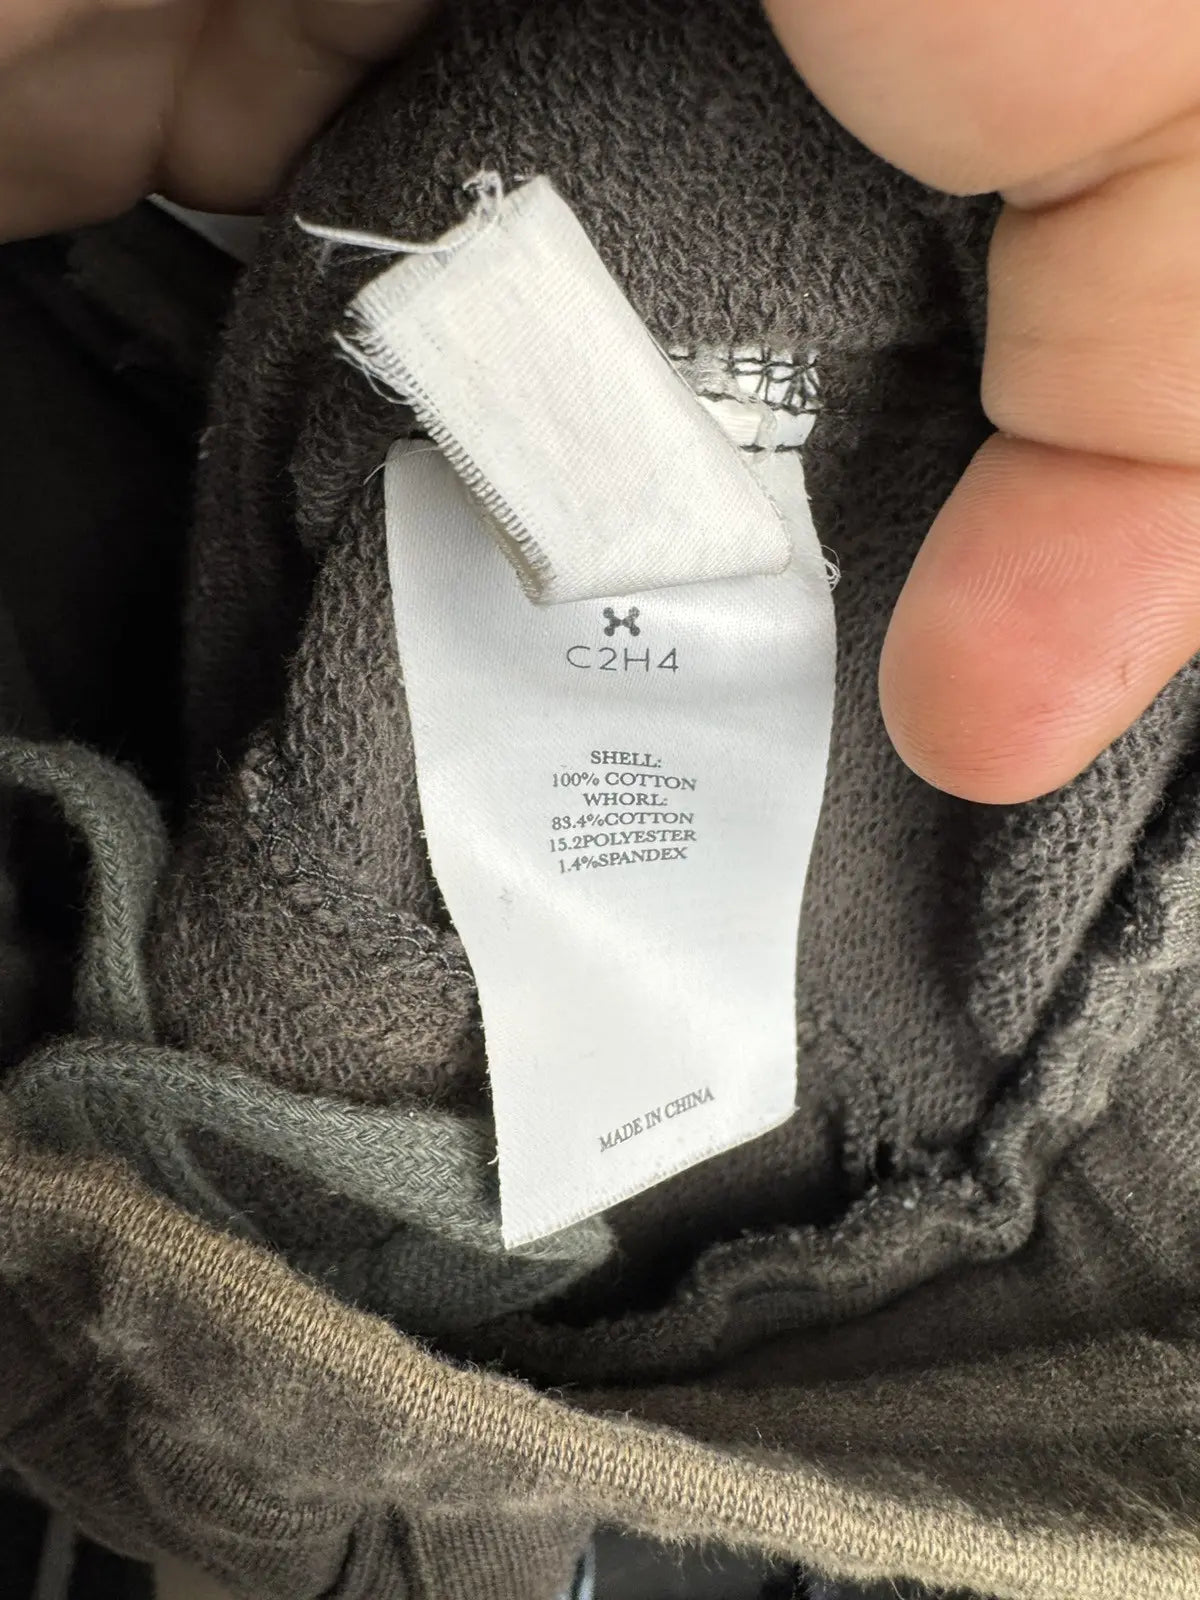 C2H4
SHELL:
100% COTTON
WHORL:
83.4%COTTON
15.2POLYESTER
1.4%SPANDEX
MADE IN CHINA